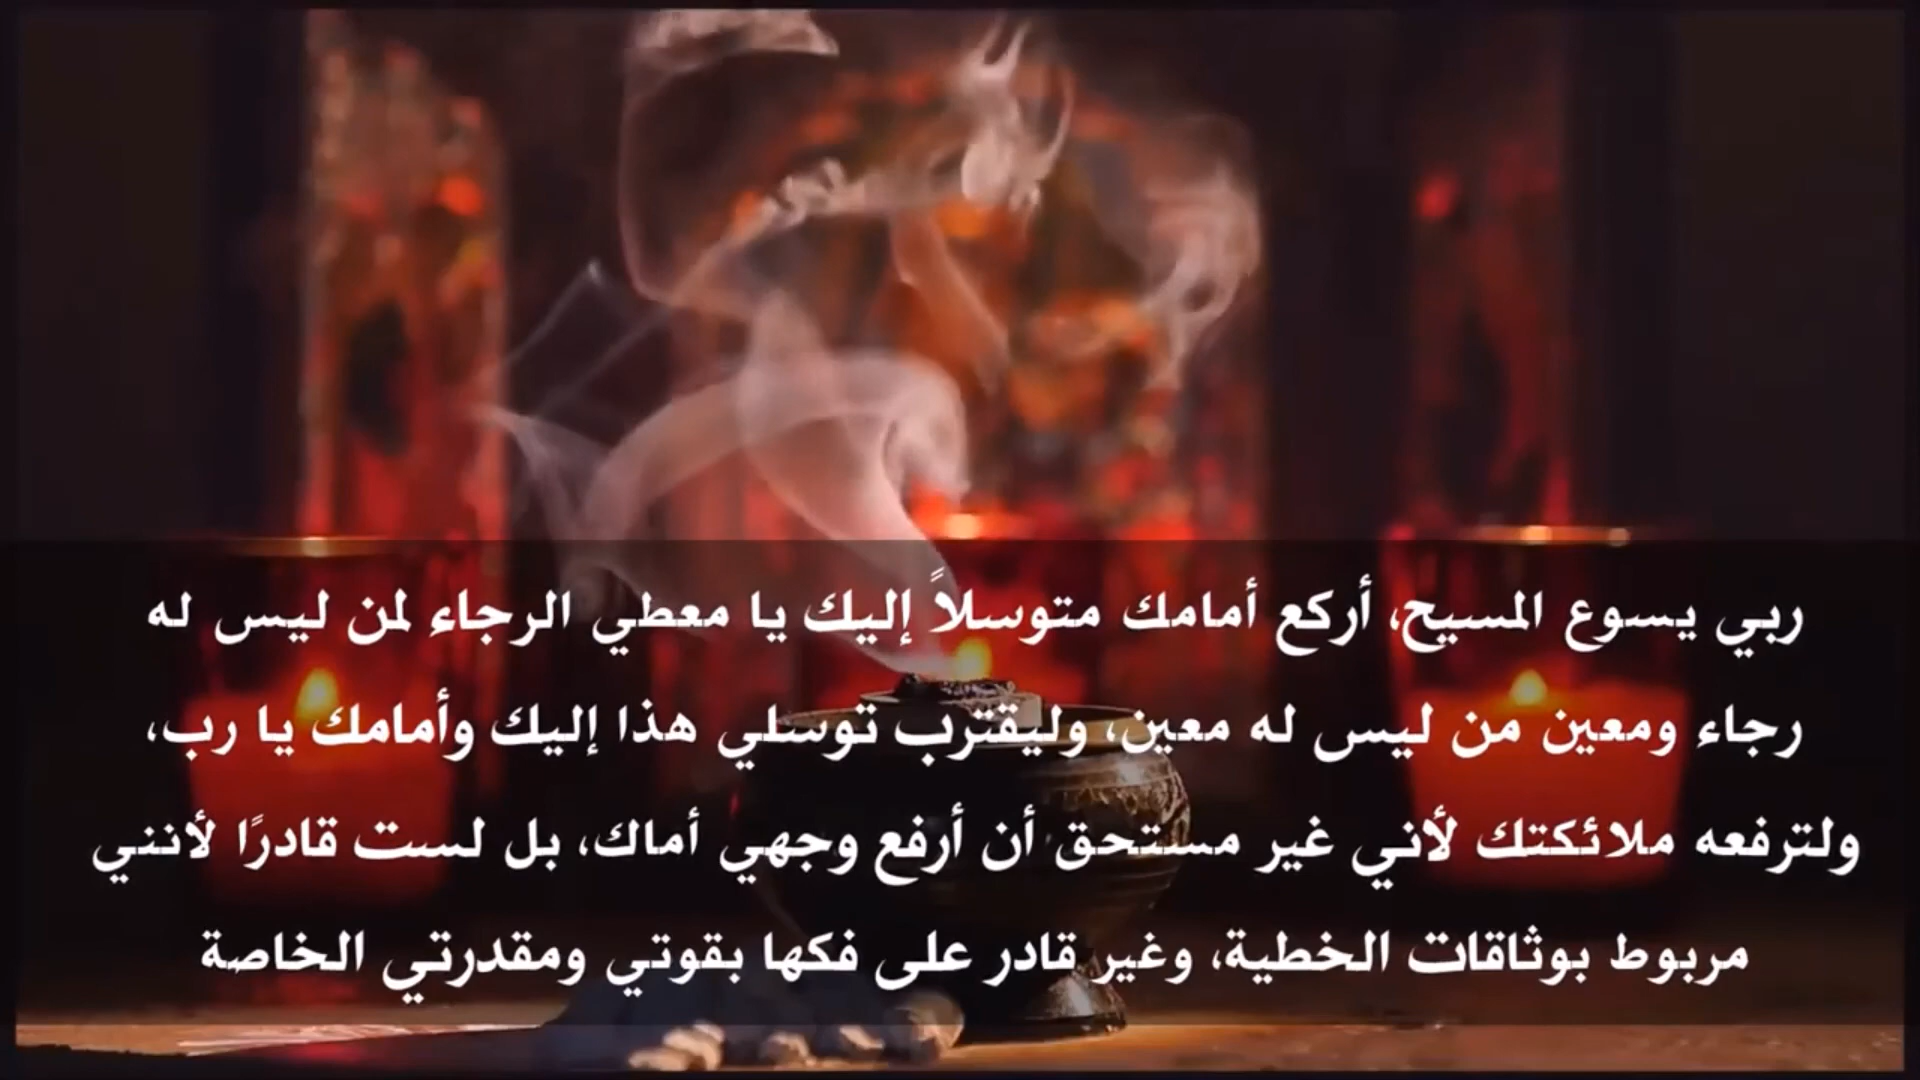 ربي يسوع المسيح، أركع أمامك متوسلاً إليك يا معطي الرجاء لمن ليس له
رجاء ومعين من ليس له معين، وليقترب توسلي هذا إليك وأمامك يا رب،
ولترفعه ملائكتك لأني غير مستحق أن أرفع وجهي أماك، بل لست قادرًا لأنني
مربوط بوثاقات الخطية، وغير قادر على فكها بقوتي ومقدرتي الخاصة